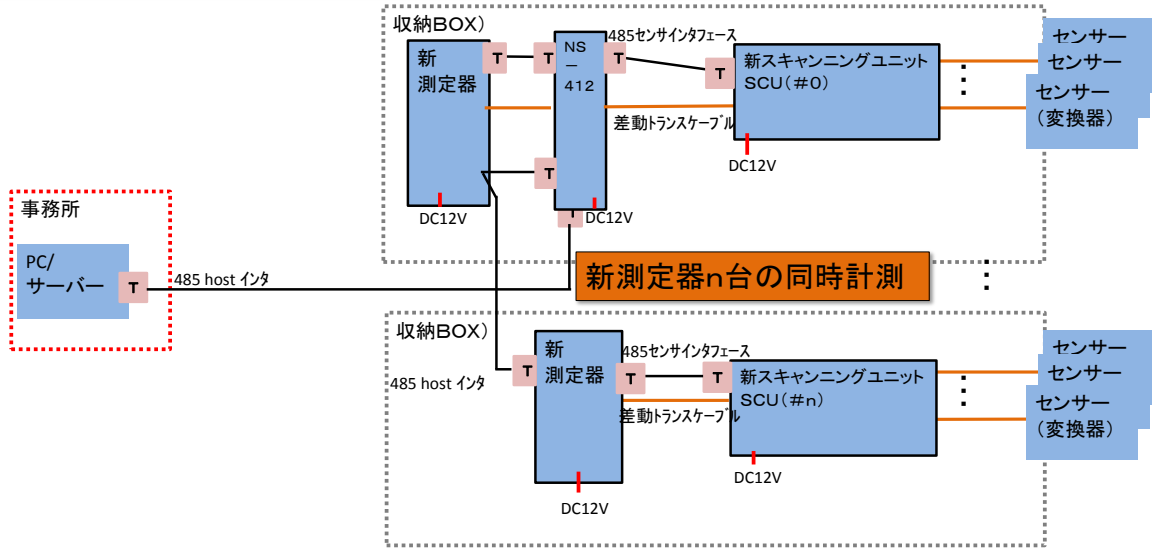 収納BOX)
新
測定器
T
T
NS
－
412
T
485センサインタフェース
T
新スキャンニングユニット
SCU(#0)
差動トランスケーブル
センサー
センサー
センサー
(変換器)
T
DC12V
DC12V
DC12V
事務所
PC/
サーバー
T
485 host インタ
新測定器n台の同時計測
収納BOX)
485 host インタ
T
新
測定器
T
485センサインタフェース
T
新スキャンニングユニット
SCU(#n)
差動トランスケーブル
センサー
センサー
センサー
(変換器)
DC12V
DC12V